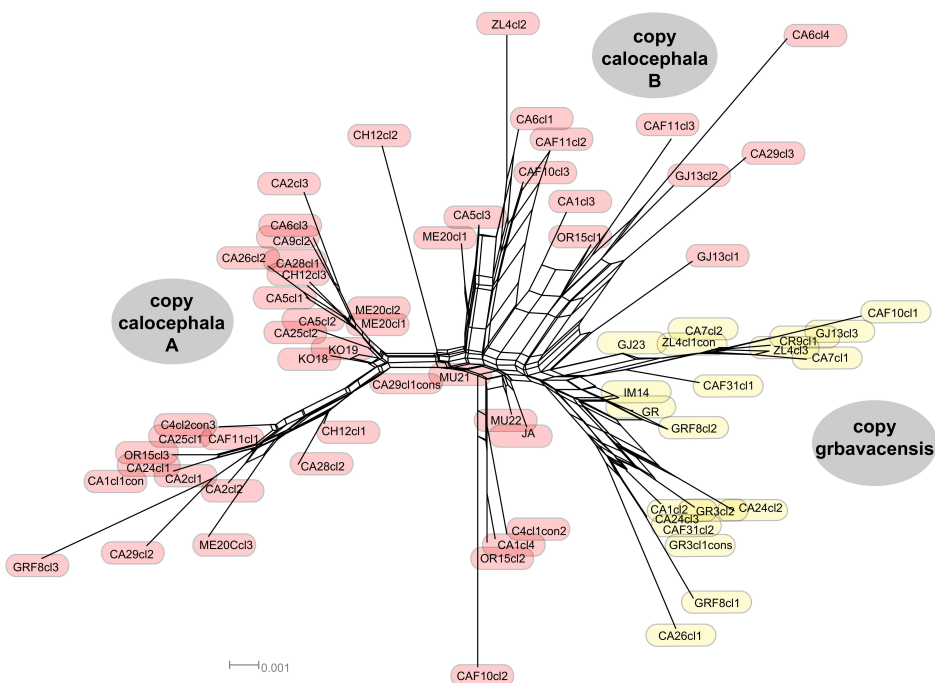 ZL4cl2
copy
calocephala
B
CA6cl4
CA6cl1
CAF11cl3
CH12cl2
CAF11cl2
CA29cl3
CAF10cl3
GJ13cl2
CA2cl3
CA1cl3
CA5cl3
CA6cl3
ME20cl1
OR15cl1
CA9cl2
CA26cl2
CA28cl1
GJ13cl1
CH12cl3
CA5cl1
copy
calocephala
A
ME20cl2
CAF10cl1
CA5cl2
ME20cl1
CA7cl2
GJ13cl3
CA25cl2
GJ23
ZL4cl1con
CR9cl1
KO19
ZL4cl3
KO18
CA7cl1
MU21
CA29cl1cons
CAF31cl1
IM14
GR
C4cl2con3
MU22
GRF8cl2
CH12cl1
JA
copy
grbavacensis
CA25cl1
CAF11cl1
OR15cl3
CA28cl2
CA24cl1
CA1cl1con
CA2cl1
CA2cl2
CA1cl2
GR3cl2
CA24cl2
CA24cl3
C4cl1con2
CAF31cl2
ME20Ccl3
CA1cl4
GR3cl1cons
CA29cl2
OR15cl2
GRF8cl3
GRF8cl1
CA26cl1
0.001
CAF10cl2